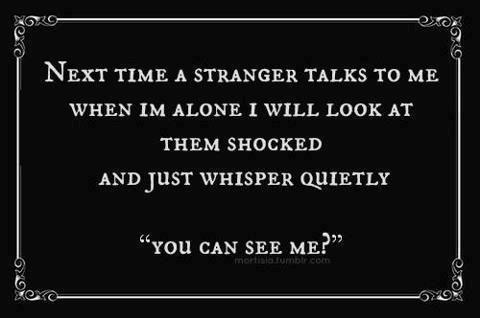 Next time a stranger talks to me
when im alone i will look at
them shocked
and just whisper quietly
“you can see me?”
mortisia.tumblr.com